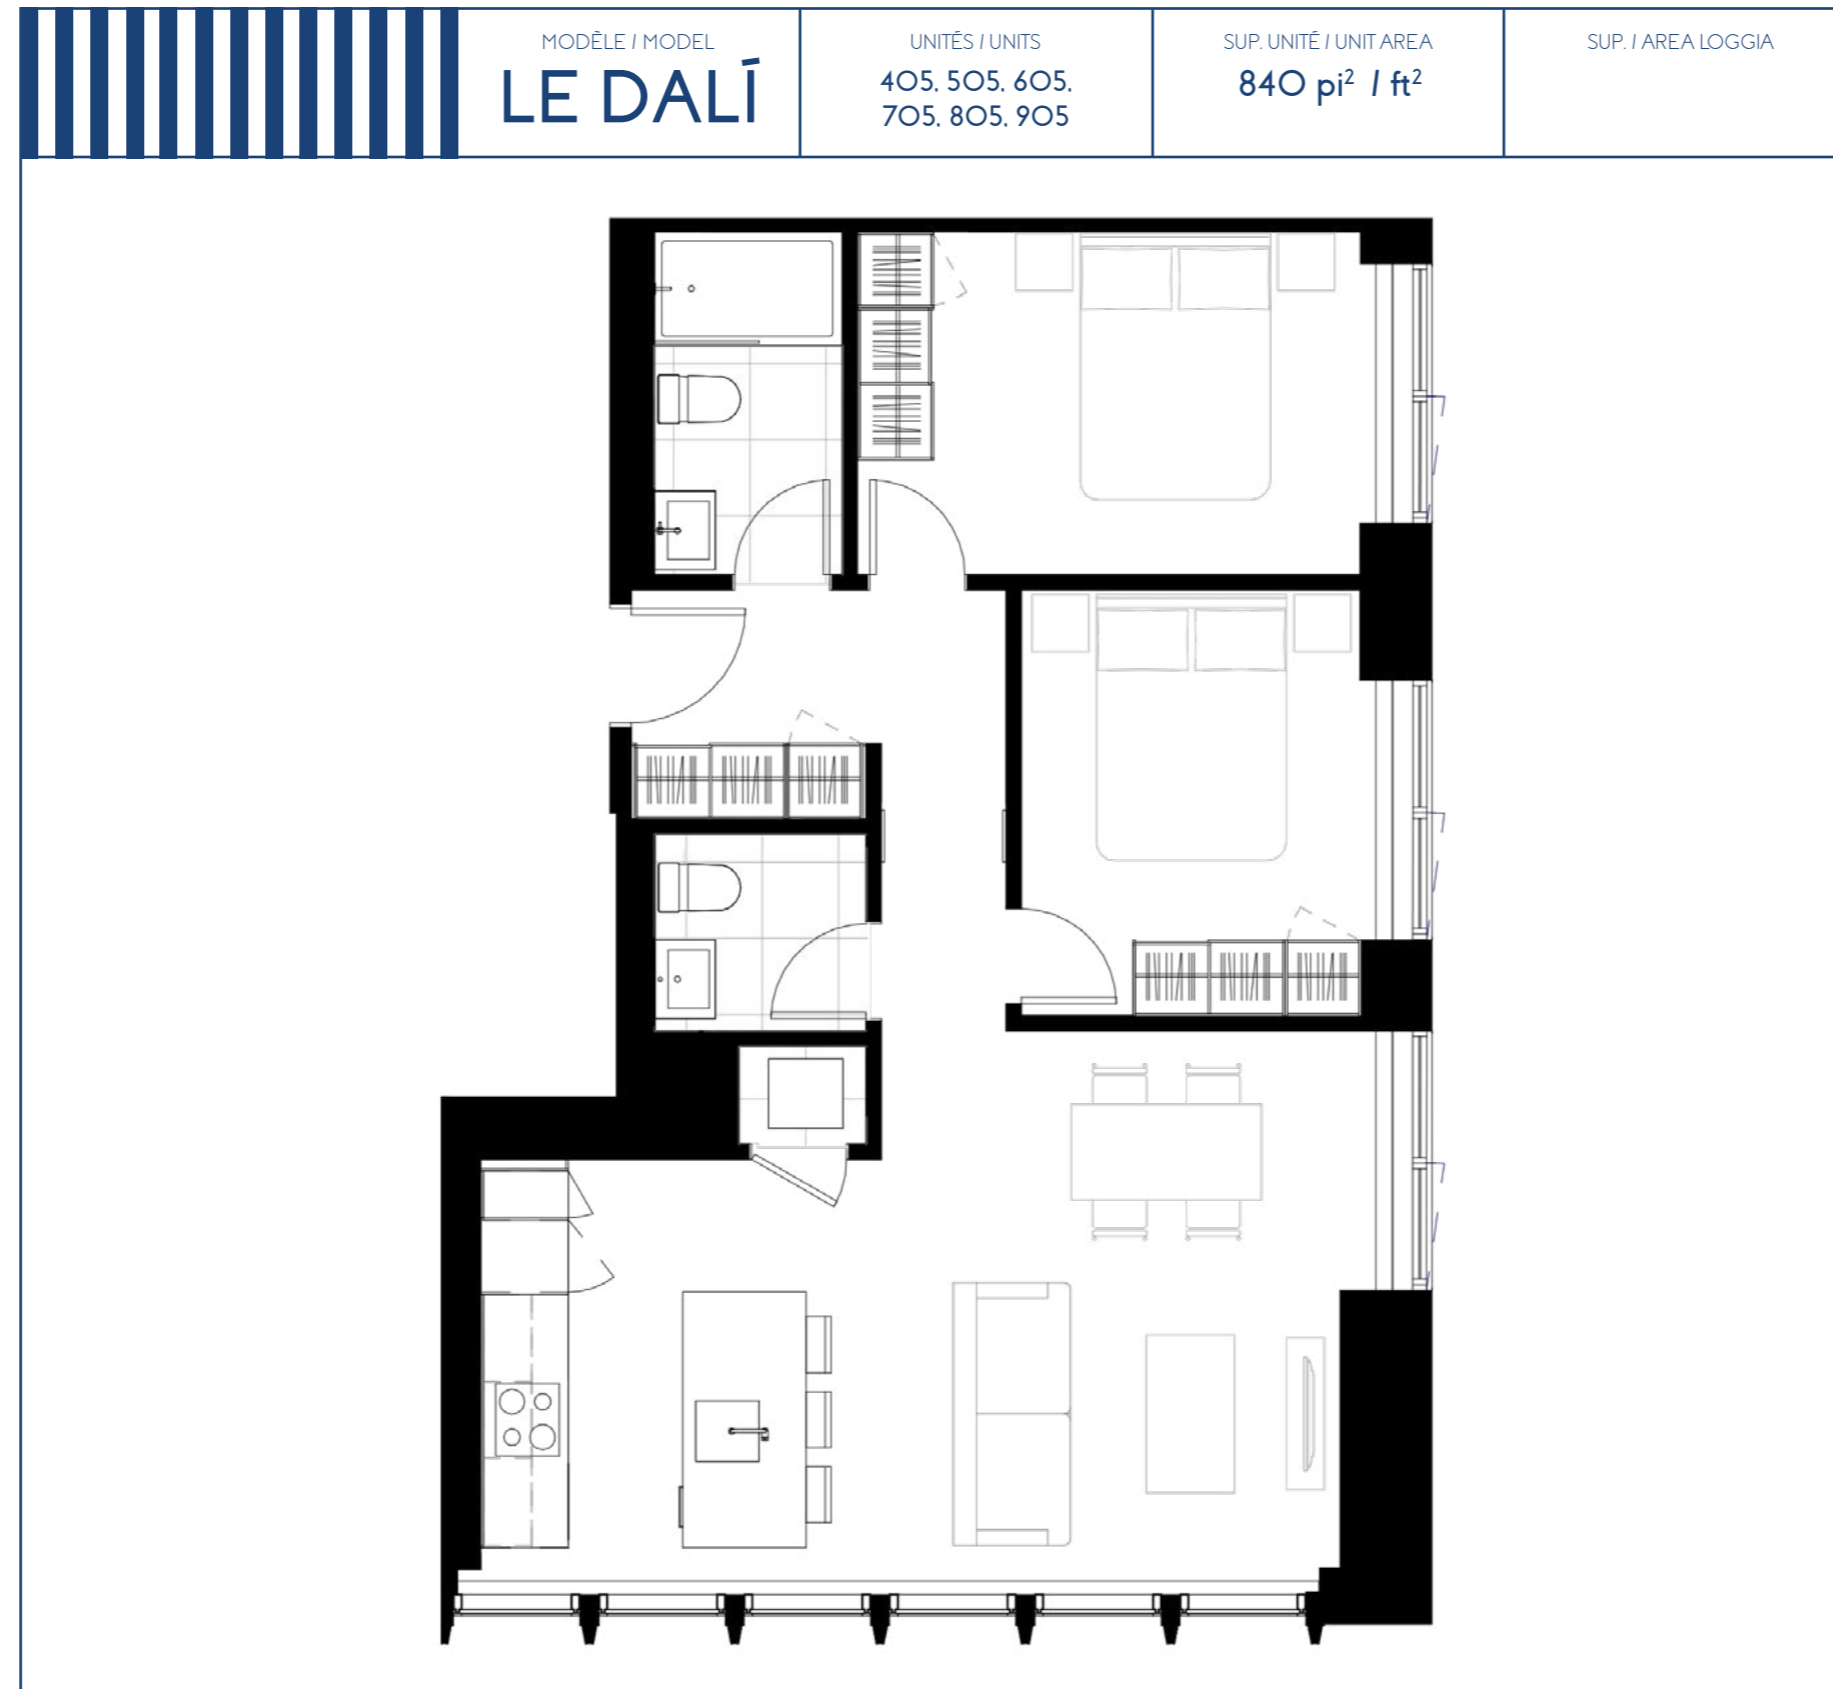 MODÈLE / MODEL
LE DALÍ
UNITÉS / UNITS
405, 505, 605,
705, 805, 905
SUP. UNITÉ / UNIT AREA
840 pi² / ft²
SUP. / AREA LOGGIA